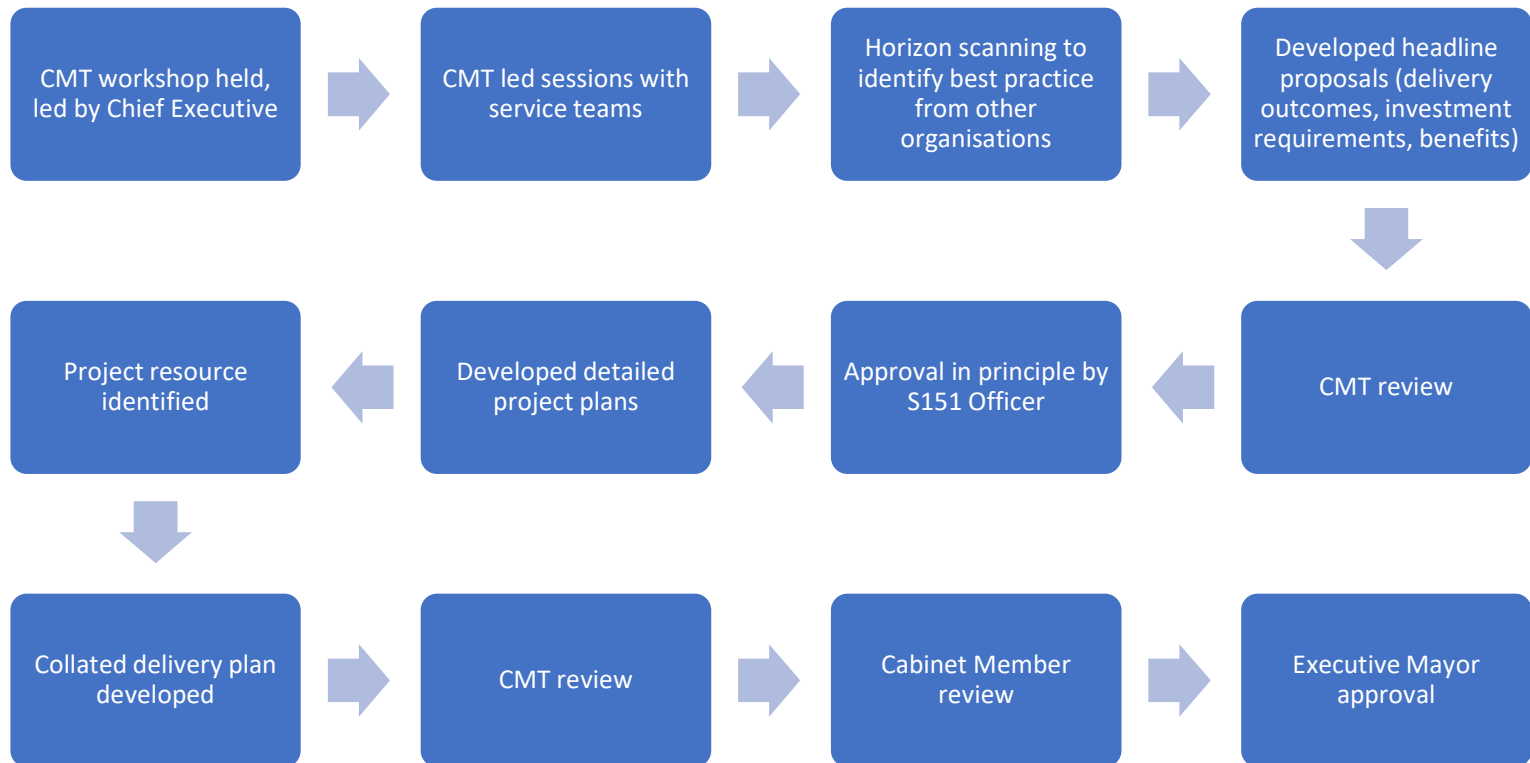 CMT workshop held,
led by Chief Executive
CMT led sessions with
service teams
Horizon scanning to
identify best practice
from other
organisations
Developed headline
proposals (delivery
outcomes, investment
requirements, benefits)
CMT review
Approval in principle by
S151 Officer
Developed detailed
project plans
Project resource
identified
Collated delivery plan
developed
CMT review
Cabinet Member
review
Executive Mayor
approval